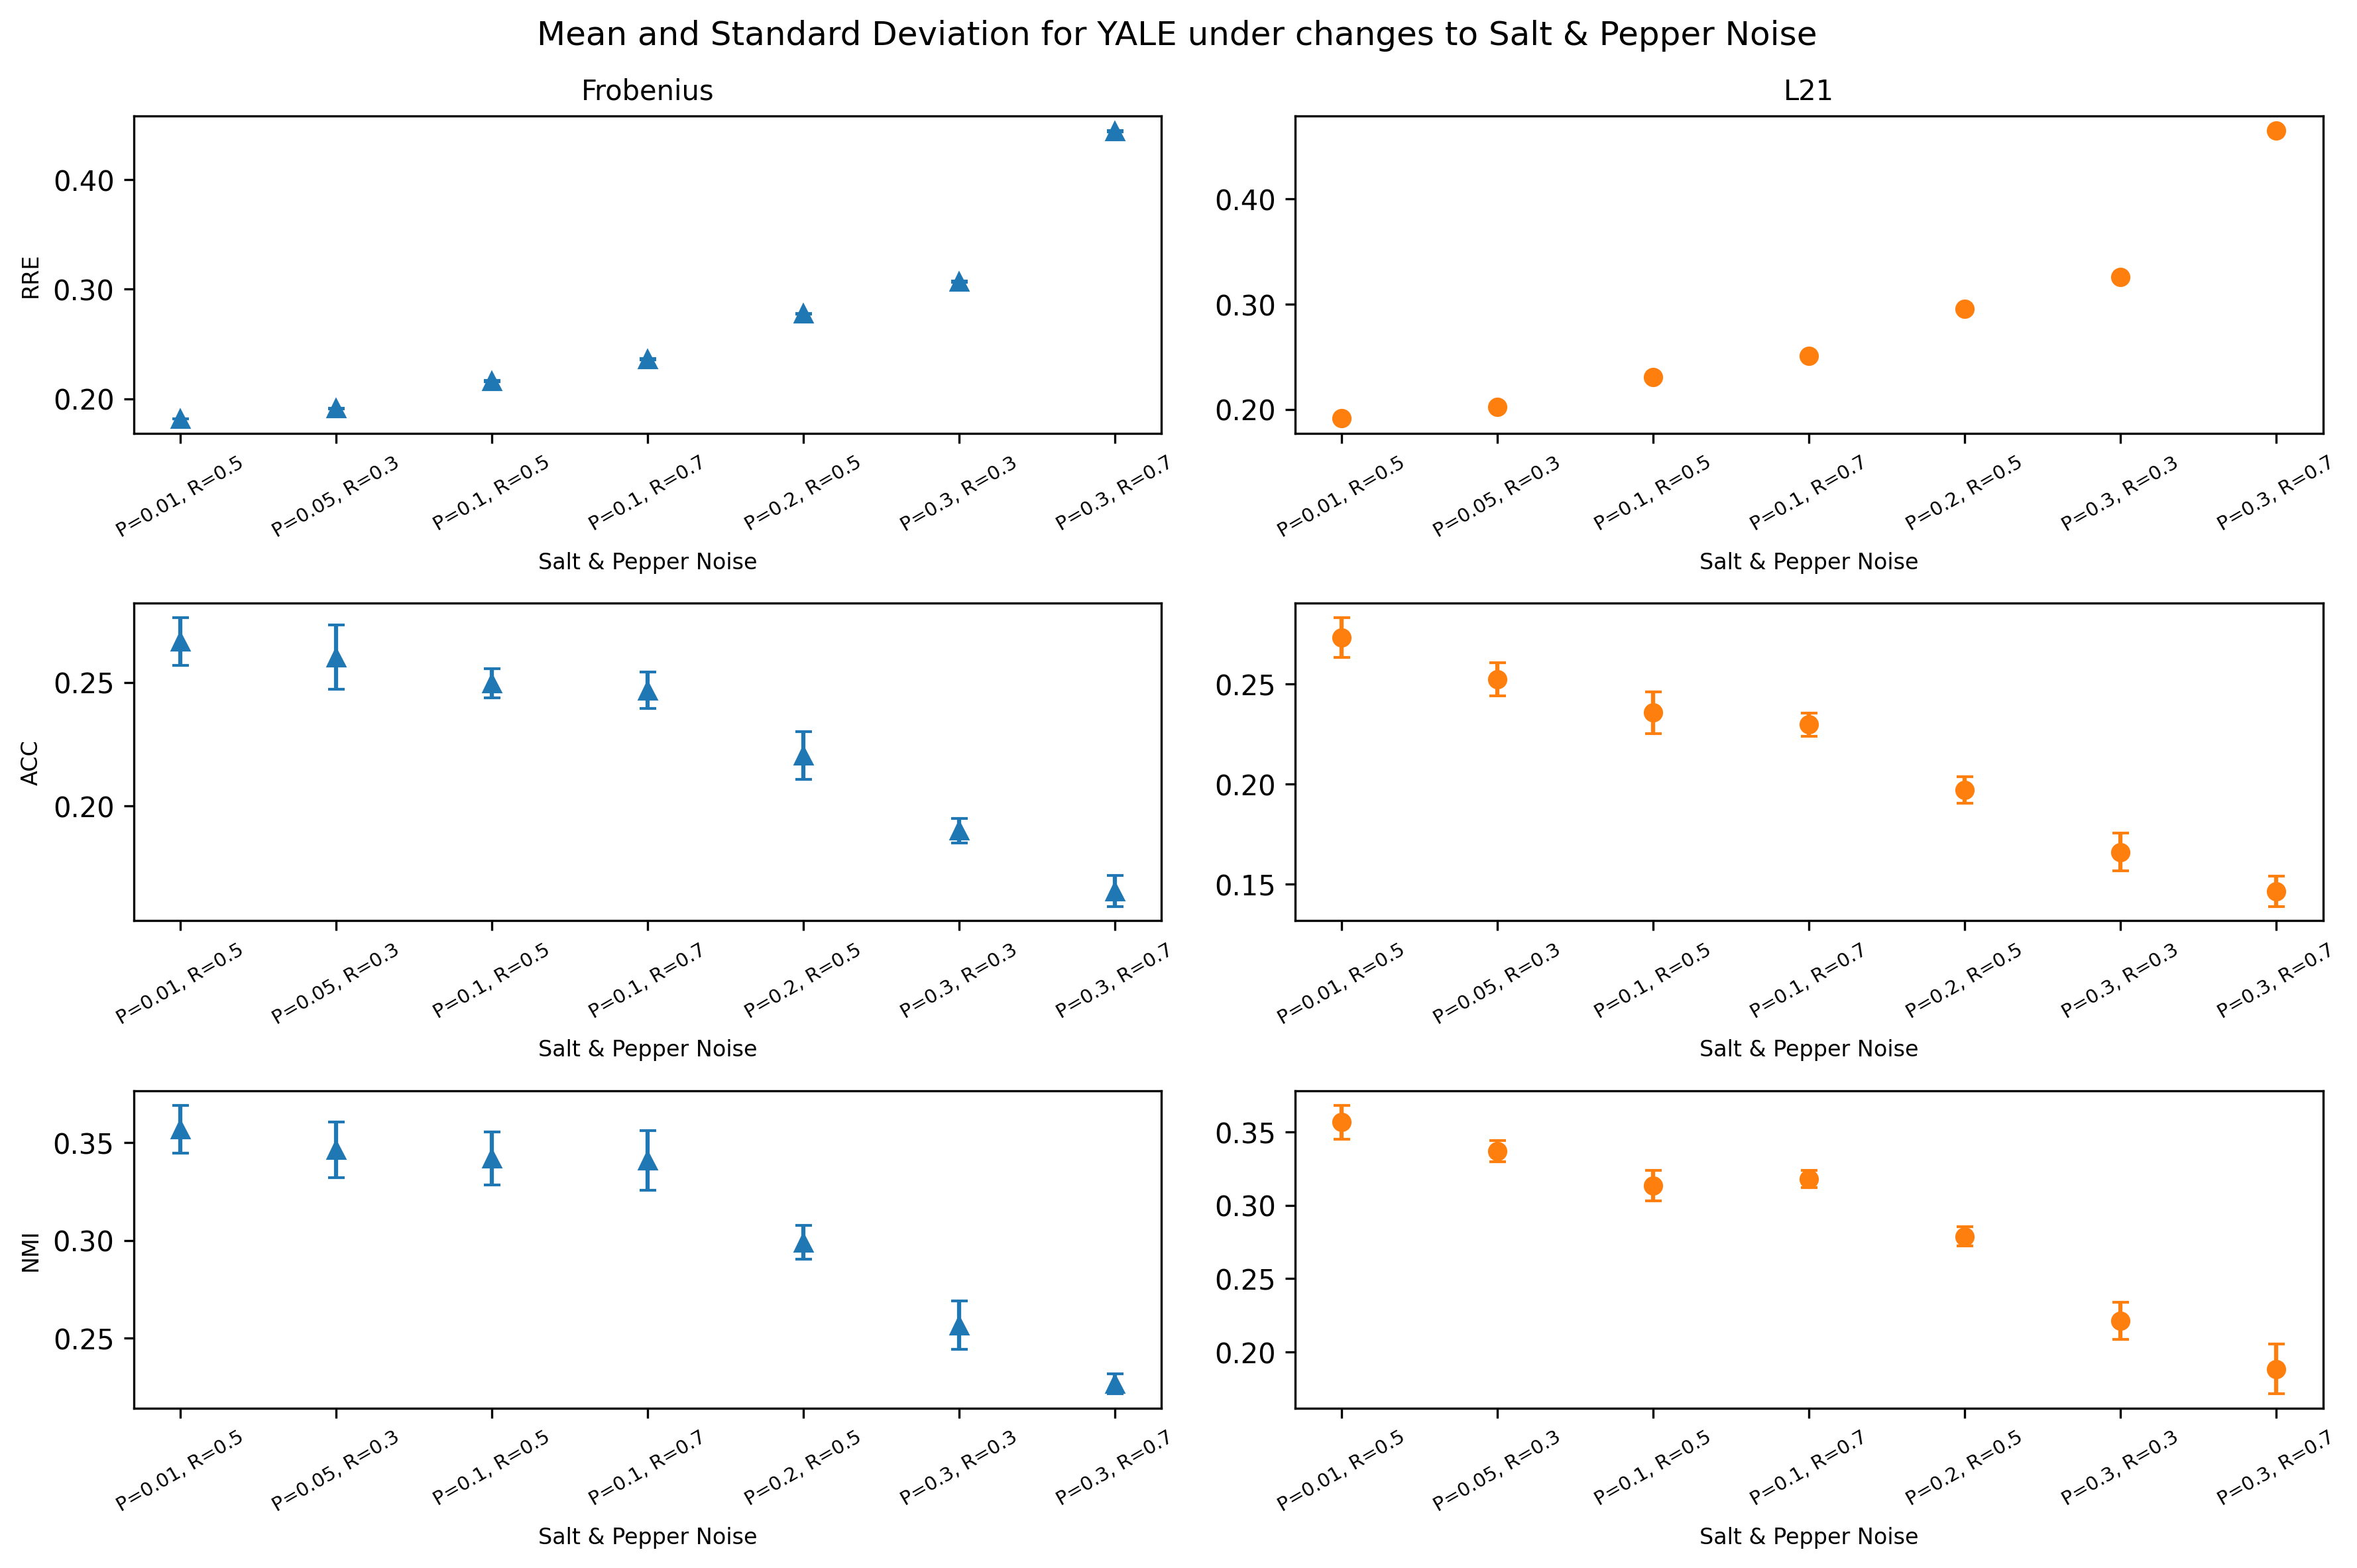 Mean and Standard Deviation for YALE under changes to Salt & Pepper Noise
Frobenius
L21
RRE
0.40
0.30
0.20
P=0.01, R=0.5
P=0.05, R=0.3
P=0.1, R=0.5
P=0.1, R=0.7
P=0.2, R=0.5
P=0.3, R=0.3
P=0.3, R=0.7
Salt & Pepper Noise
0.40
0.30
0.20
P=0.01, R=0.5
P=0.05, R=0.3
P=0.1, R=0.5
P=0.1, R=0.7
P=0.2, R=0.5
P=0.3, R=0.3
P=0.3, R=0.7
Salt & Pepper Noise
ACC
0.25
0.20
P=0.01, R=0.5
P=0.05, R=0.3
P=0.1, R=0.5
P=0.1, R=0.7
P=0.2, R=0.5
P=0.3, R=0.3
P=0.3, R=0.7
Salt & Pepper Noise
0.25
0.20
0.15
P=0.01, R=0.5
P=0.05, R=0.3
P=0.1, R=0.5
P=0.1, R=0.7
P=0.2, R=0.5
P=0.3, R=0.3
P=0.3, R=0.7
Salt & Pepper Noise
NMI
0.35
0.30
0.25
P=0.01, R=0.5
P=0.05, R=0.3
P=0.1, R=0.5
P=0.1, R=0.7
P=0.2, R=0.5
P=0.3, R=0.3
P=0.3, R=0.7
Salt & Pepper Noise
0.35
0.30
0.25
0.20
P=0.01, R=0.5
P=0.05, R=0.3
P=0.1, R=0.5
P=0.1, R=0.7
P=0.2, R=0.5
P=0.3, R=0.3
P=0.3, R=0.7
Salt & Pepper Noise